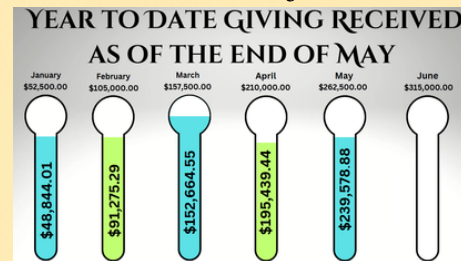 YEAR TO DATE GIVING RECEIVED
AS OF THE END OF MAY
January February March April May June
$52,500.00 $105,000.00 $157,500.00 $210,000.00 $262,500.00 $315,000.00
$48,844.01
$91,275.29
$152,664.55
$195,439.44
$239,578.88